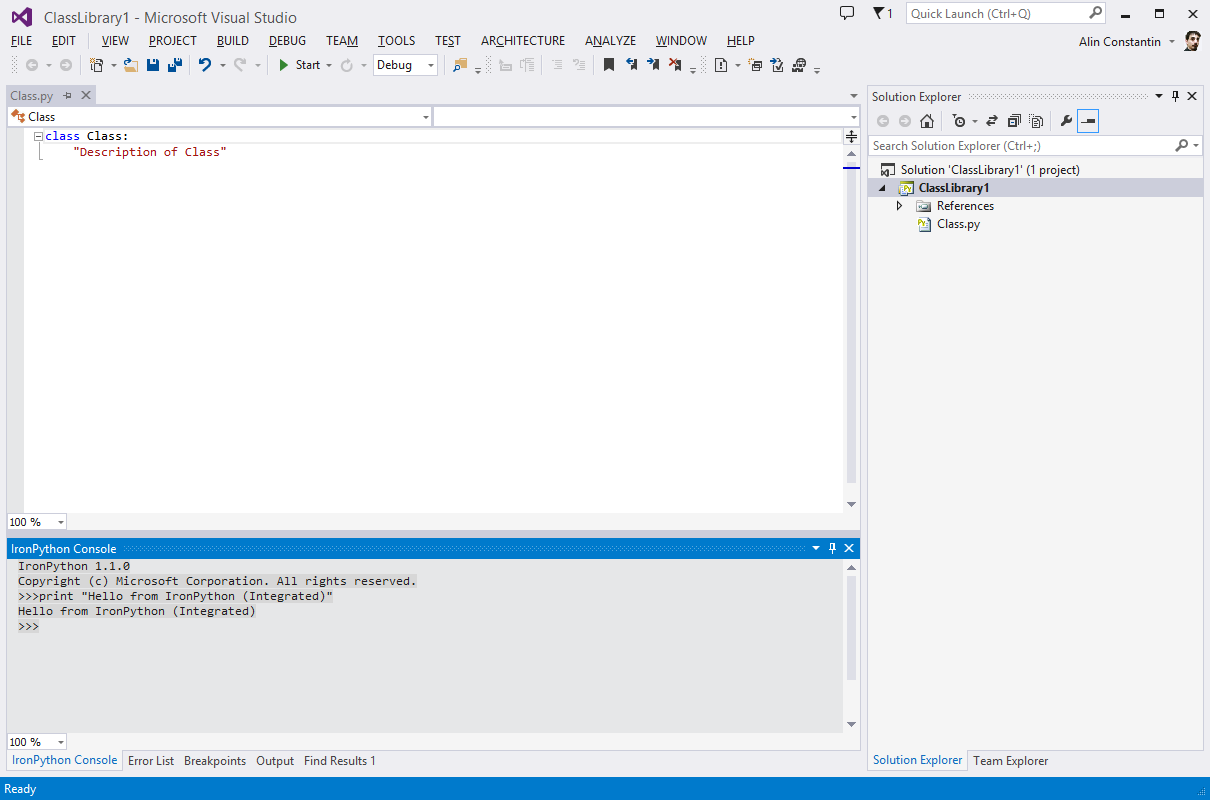 ClassLibrary1 - Microsoft Visual Studio
1
Quick Launch (Ctrl+Q)
FILE EDIT VIEW PROJECT BUILD DEBUG TEAM TOOLS TEST ARCHITECTURE ANALYZE WINDOW HELP
Alin Constantin
Start
Debug
Class.py
Class
class Class:
"Description of Class"
100 %
IronPython Console
IronPython 1.1.0
Copyright (c) Microsoft Corporation. All rights reserved.
>>>print "Hello from IronPython (Integrated)"
Hello from IronPython (Integrated)
>>>
100 %
IronPython Console Error List Breakpoints Output Find Results 1
Solution Explorer
Search Solution Explorer (Ctrl+;)
Solution 'ClassLibrary1' (1 project)
ClassLibrary1
References
Class.py
Solution Explorer Team Explorer
Ready